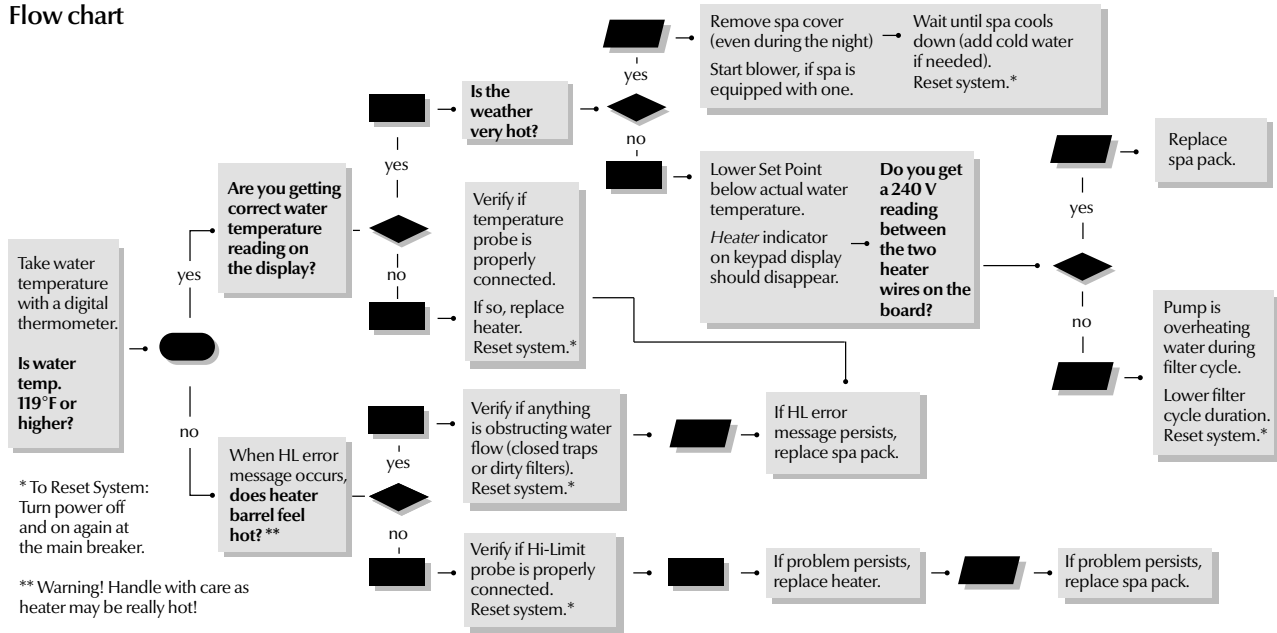 Flow chart
Take water
temperature
with a digital
thermometer.
Is water
temp.
119°F or
higher?
yes
no
Are you getting
correct water
temperature
reading on
the display?
yes
no
Is the
weather
very hot?
yes
no
Remove spa cover
(even during the night)
Start blower, if spa is
equipped with one.
Wait until spa cools
down (add cold water
if needed).
Reset system.*
Lower Set Point
below actual water
temperature.
Heater indicator
on keypad display
should disappear.
Do you get
a 240 V
reading
between
the two
heater
wires on the
board?
yes
no
Replace
spa pack.
Pump is
overheating
water during
filter cycle.
Lower filter
cycle duration.
Reset system.*
Verify if
temperature
probe is
properly
connected.
If so, replace
heater.
Reset system.*
When HL error
message occurs,
does heater
barrel feel
hot? **
yes
no
Verify if anything
is obstructing water
flow (closed traps
or dirty filters).
Reset system.*
If HL error
message persists,
replace spa pack.
Verify if Hi-Limit
probe is properly
connected.
Reset system.*
If problem persists,
replace heater.
If problem persists,
replace spa pack.
* To Reset System:
Turn power off
and on again at
the main breaker.
** Warning! Handle with care as
heater may be really hot!